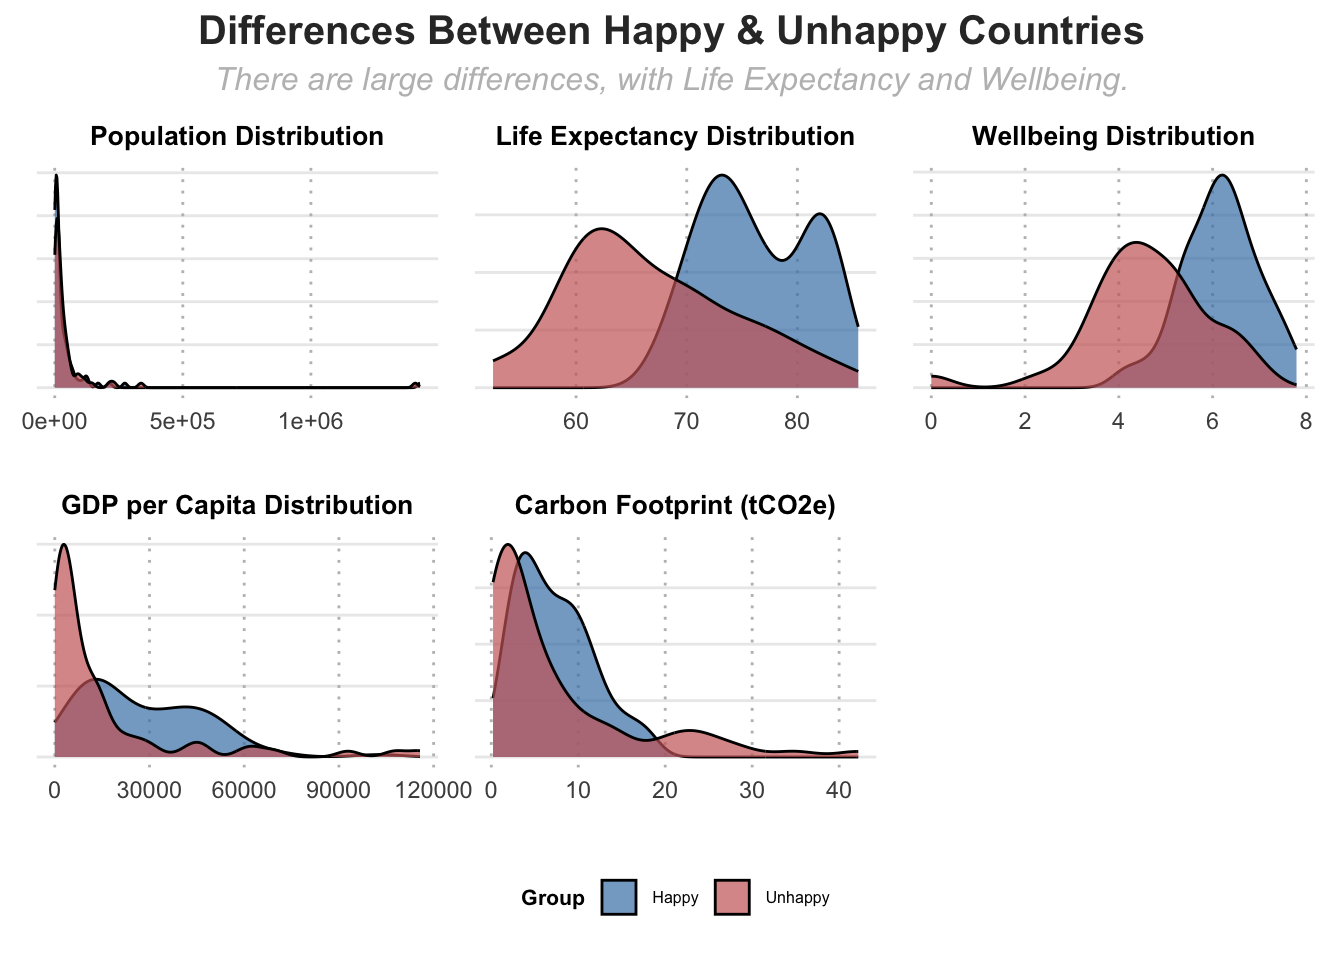 Differences Between Happy & Unhappy Countries
There are large differences, with Life Expectancy and Wellbeing.
Population Distribution
0e+00 5e+05 1e+06
Life Expectancy Distribution
60 70 80
Wellbeing Distribution
0 2 4 6 8
GDP per Capita Distribution
0 30000 60000 90000 120000
Carbon Footprint (tCO2e)
0 10 20 30 40
Group Happy Unhappy